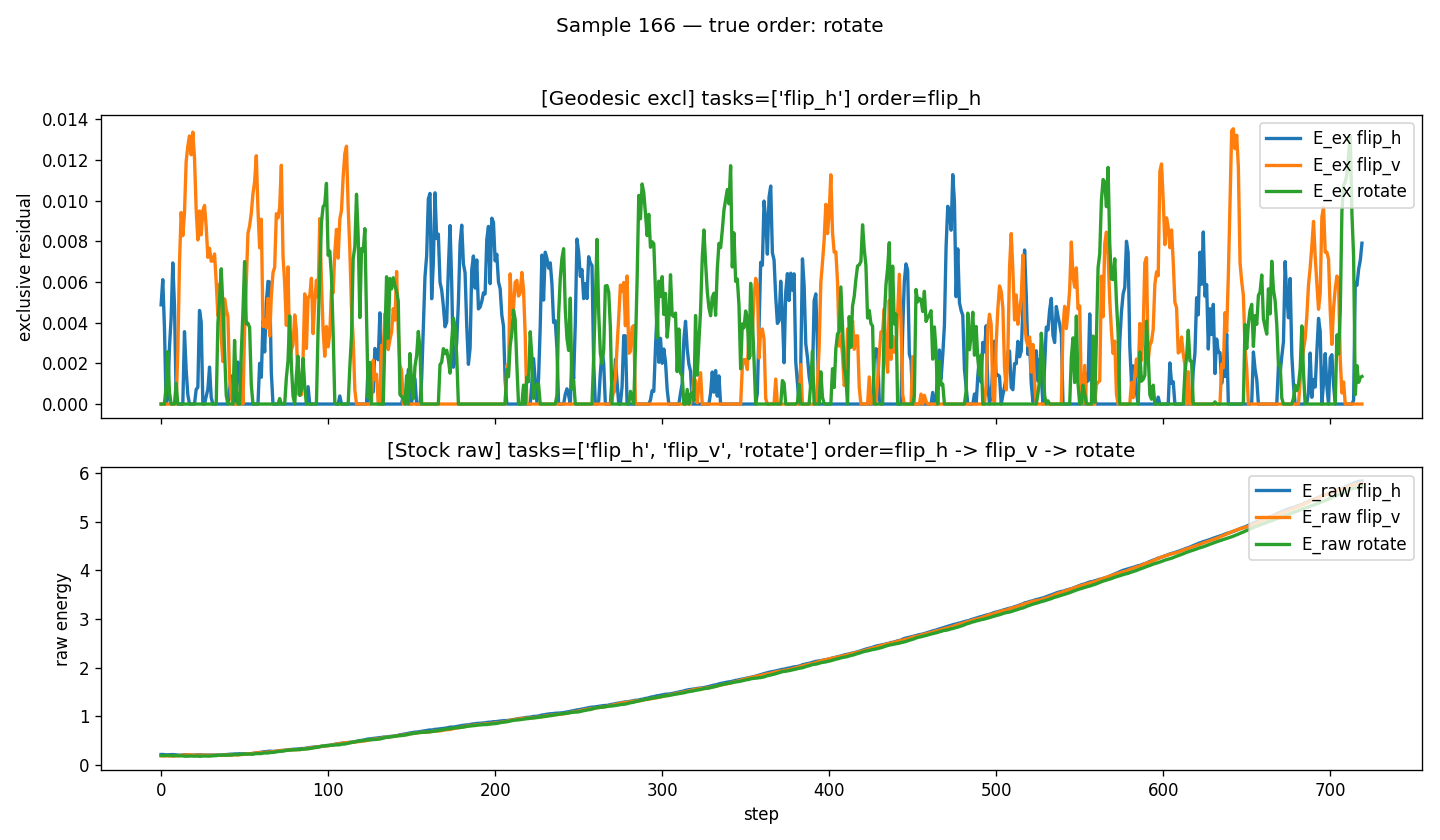 Sample 166 — true order: rotate
[Geodesic excl] tasks=['flip_h'] order=flip_h
0.014
0.012
0.010
0.008
0.006
0.004
0.002
0.000
exclusive residual
E_ex flip_h
E_ex flip_v
E_ex rotate
[Stock raw] tasks=['flip_h', 'flip_v', 'rotate'] order=flip_h -> flip_v -> rotate
6
5
4
3
2
1
0
raw energy
E_raw flip_h
E_raw flip_v
E_raw rotate
0 100 200 300 400 500 600 700
step